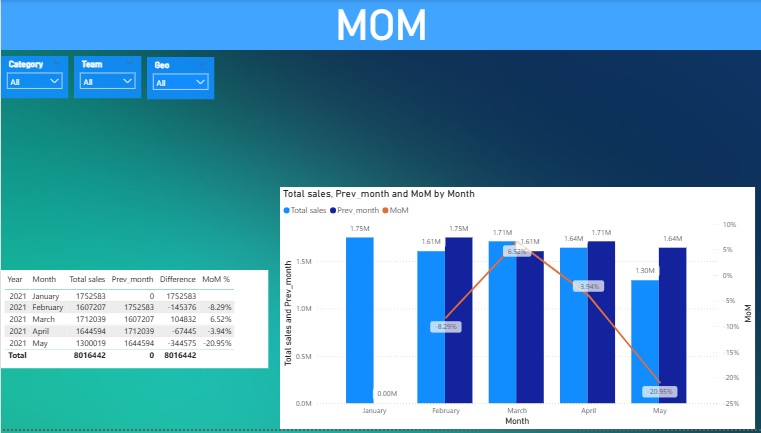 MOM
Category Team Geo
All All All
Total sales, Prev_month and MoM by Month
Total sales Prev_month MoM
1.75M 1.75M 1.71M 1.71M 1.64M 1.64M 10%
1.61M 1.61M 5%
6.52%
1.5M 1.30M 0%
-3.94%
1.0M -5%
-8.29% -10%
0.5M -15%
-20.95% -20%
0.0M 0.00M -25%
Total sales and Prev_month
MoM
January February March April May
Month
Year Month Total sales Prev_month Difference MoM %
2021 January 1752583 0 1752583
2021 February 1607207 1752583 -145376 -8.29%
2021 March 1712039 1607207 104832 6.52%
2021 April 1644594 1712039 -67445 -3.94%
2021 May 1300019 1644594 -344575 -20.95%
Total 8016442 0 8016442